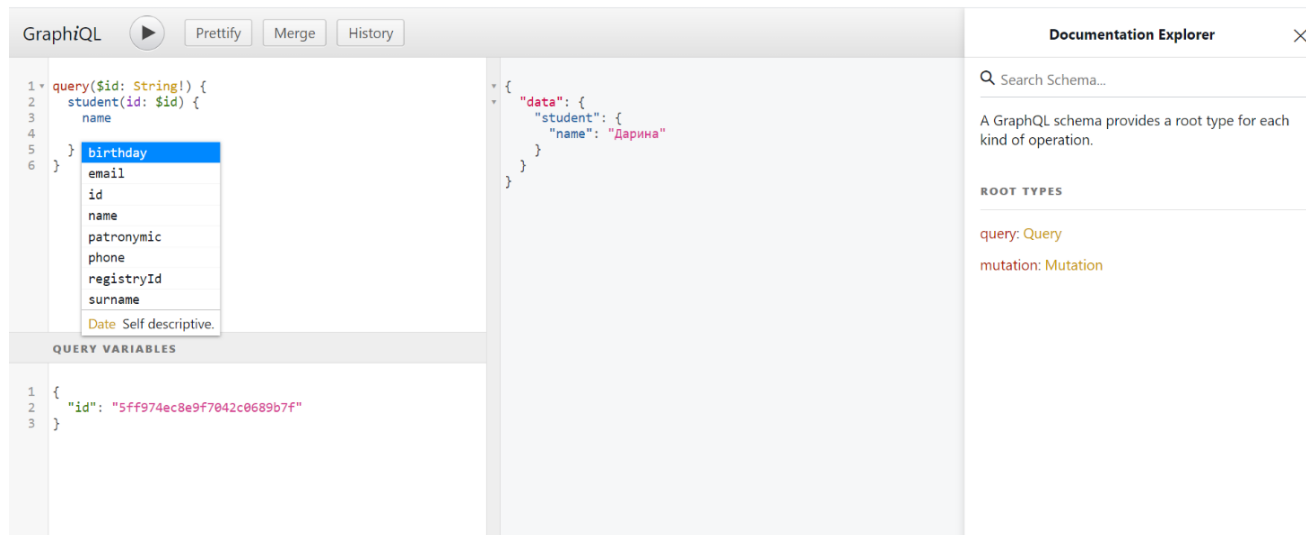 GraphiQL
Prettify
Merge
History
1 query($id: String!) {
2 student(id: $id) {
3 name
4
5 }
6 }
birthday
email
id
name
patronymic
phone
registryId
surname
Date Self descriptive.
QUERY VARIABLES
1 {
2 "id": "5ff974ec8e9f7042c0689b7f"
3 }
{
"data": {
"student": {
"name": "Дарина"
}
}
}
Documentation Explorer
Search Schema...
A GraphQL schema provides a root type for each
kind of operation.
ROOT TYPES
query: Query
mutation: Mutation